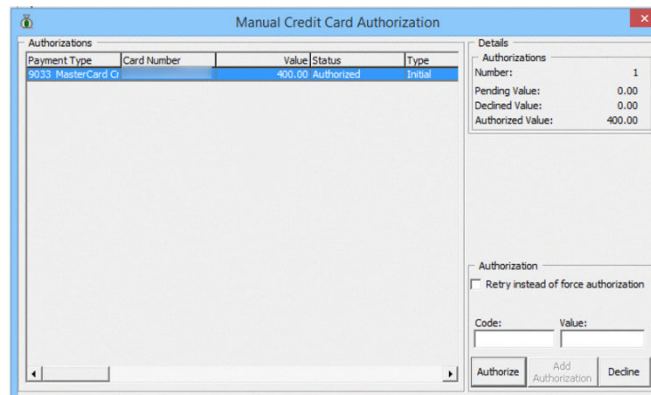 Manual Credit Card Authorization
Authorizations
Payment Type Card Number Value Status Type
9033 MasterCard Cr 400.00 Authorized Initial
Details
Authorizations
Number: 1
Pending Value: 0.00
Declined Value: 0.00
Authorized Value: 400.00
Authorization
Retry instead of force authorization
Code: Value:
Authorize Add Authorization Decline